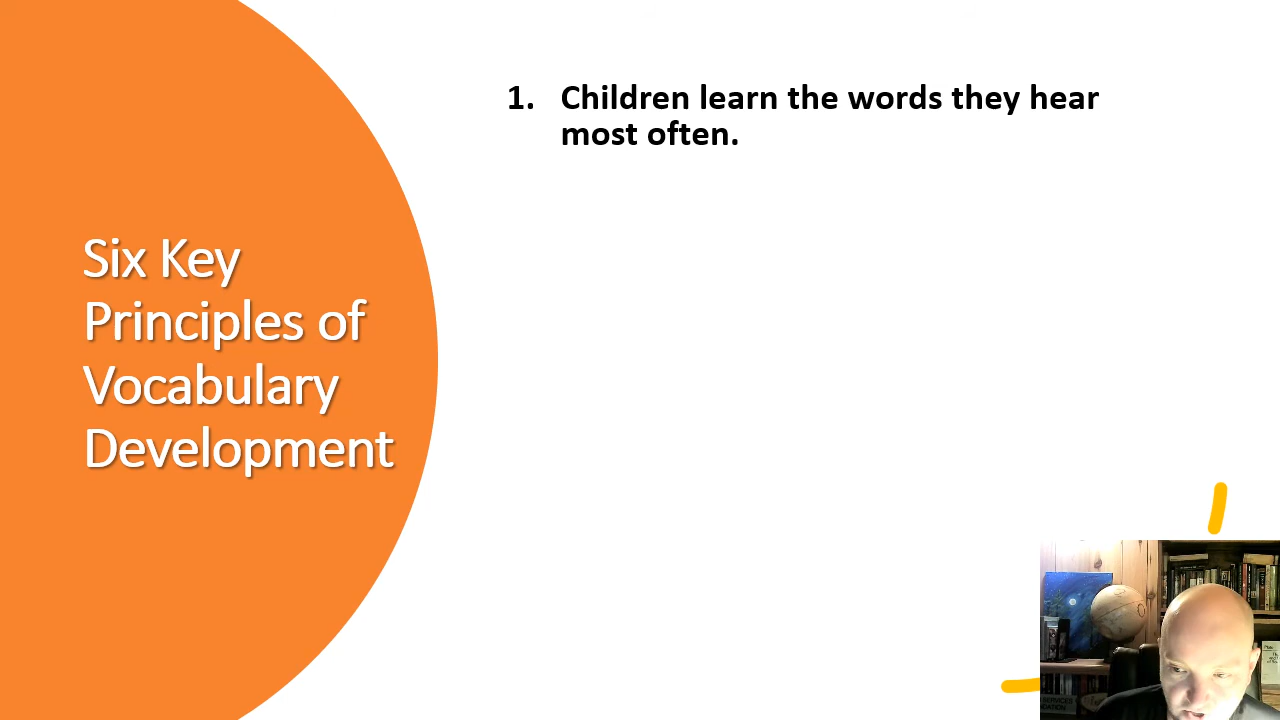 Six Key
Principles of
Vocabulary
Development
1. Children learn the words they hear
most often.